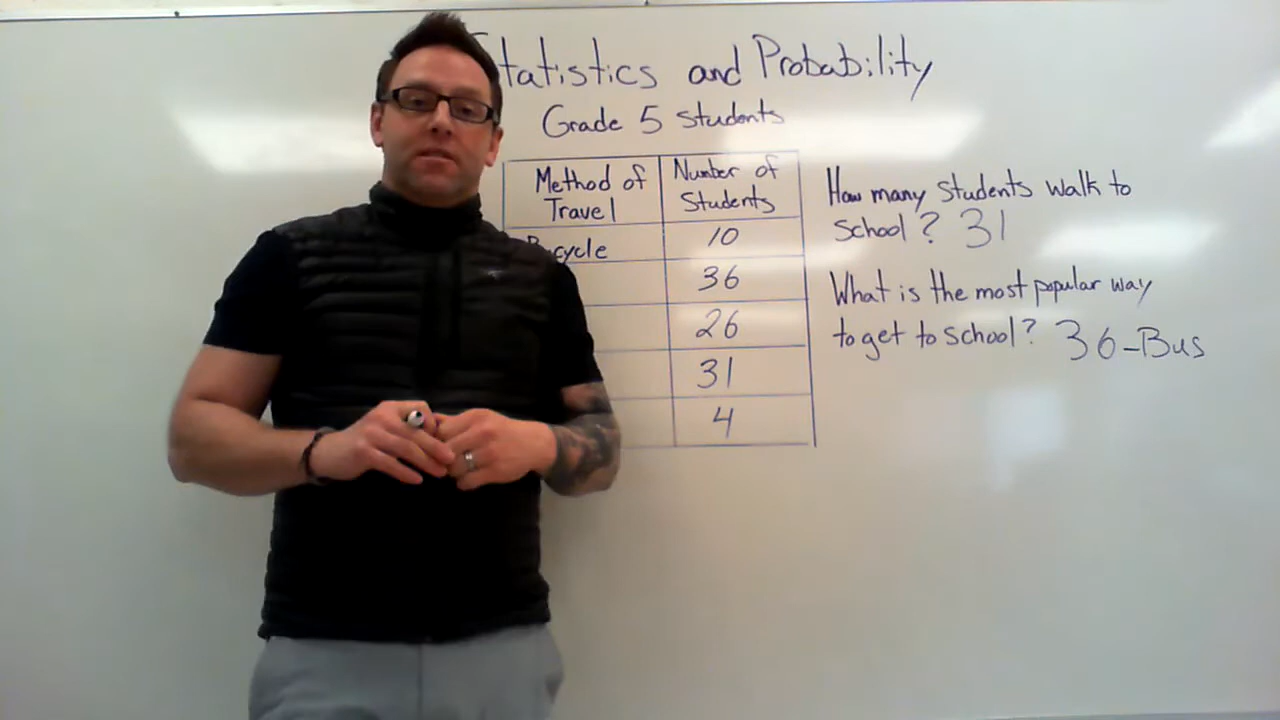 Statistics and Probability
Grade 5 Students
Method of Travel
Number of Students
10
36
26
31
4
How many students walk to
school? 31
What is the most popular way
to get to school? 36-Bus